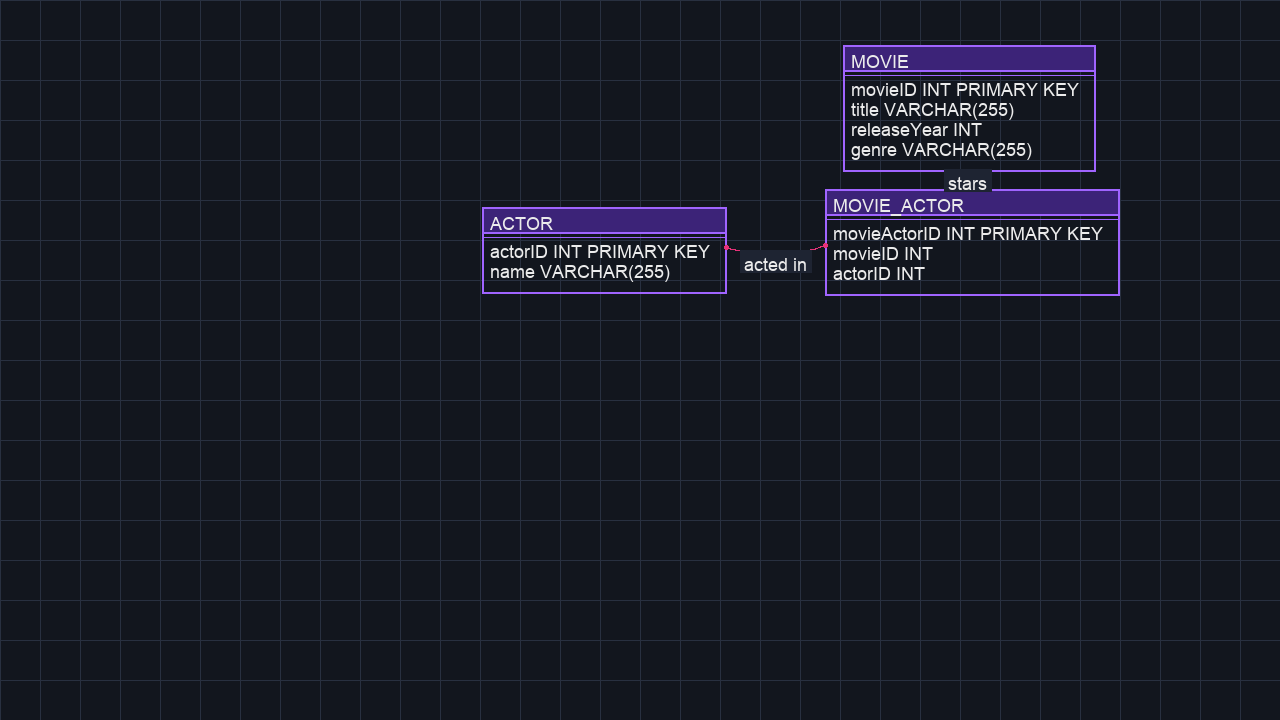 MOVIE
movieID INT PRIMARY KEY
title VARCHAR(255)
releaseYear INT
genre VARCHAR(255)
stars
MOVIE_ACTOR
movieActorID INT PRIMARY KEY
movieID INT
actorID INT
ACTOR
actorID INT PRIMARY KEY
name VARCHAR(255)
acted in